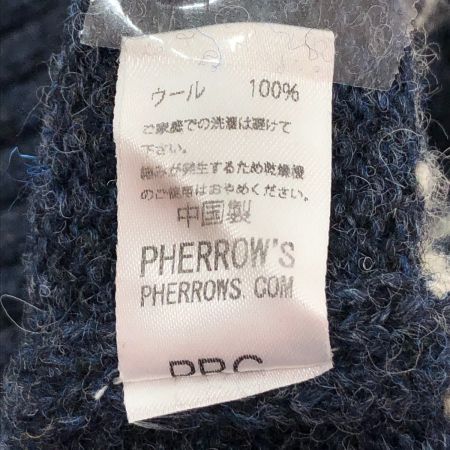 ウール 100%
ご家庭での洗濯は避けて
下さい。
縮みが発生するため乾燥機
のご使用はおやめください。
中国製
PHERROW'S
PHERROWS.COM